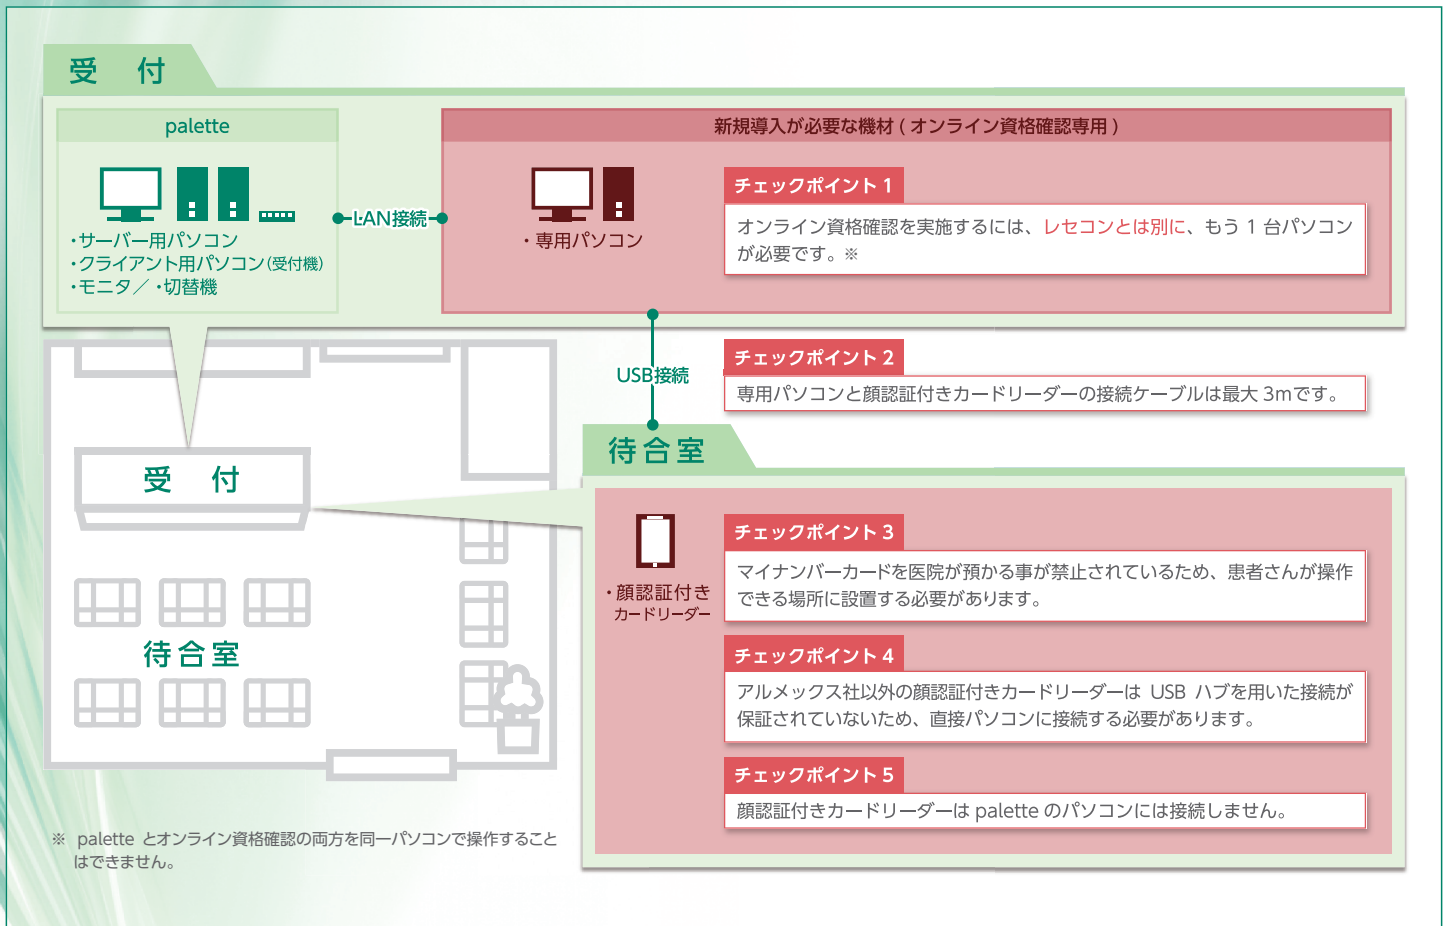 受　付
palette
・サーバー用パソコン
・クライアント用パソコン（受付機）
・モニタ／・切替機
LAN接続
新規導入が必要な機材 ( オンライン資格確認専用 )
・専用パソコン
チェックポイント 1
オンライン資格確認を実施するには、レセコンとは別に、もう 1 台パソコン
が必要です。※
USB接続
チェックポイント 2
専用パソコンと顔認証付きカードリーダーの接続ケーブルは最大 3mです。
受　付
待合室
待合室
・顔認証付き
カードリーダー
チェックポイント 3
マイナンバーカードを医院が預かる事が禁止されているため、患者さんが操作
できる場所に設置する必要があります。
チェックポイント 4
アルメックス社以外の顔認証付きカードリーダーは USB ハブを用いた接続が
保証されていないため、直接パソコンに接続する必要があります。
チェックポイント 5
顔認証付きカードリーダーは palette のパソコンには接続しません。
※ palette とオンライン資格確認の両方を同一パソコンで操作すること
はできません。